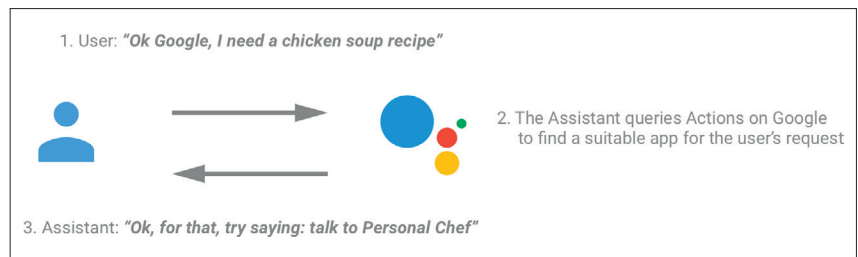 1. User: “Ok Google, I need a chicken soup recipe”
2. The Assistant queries Actions on Google
to find a suitable app for the user’s request
3. Assistant: “Ok, for that, try saying: talk to Personal Chef”